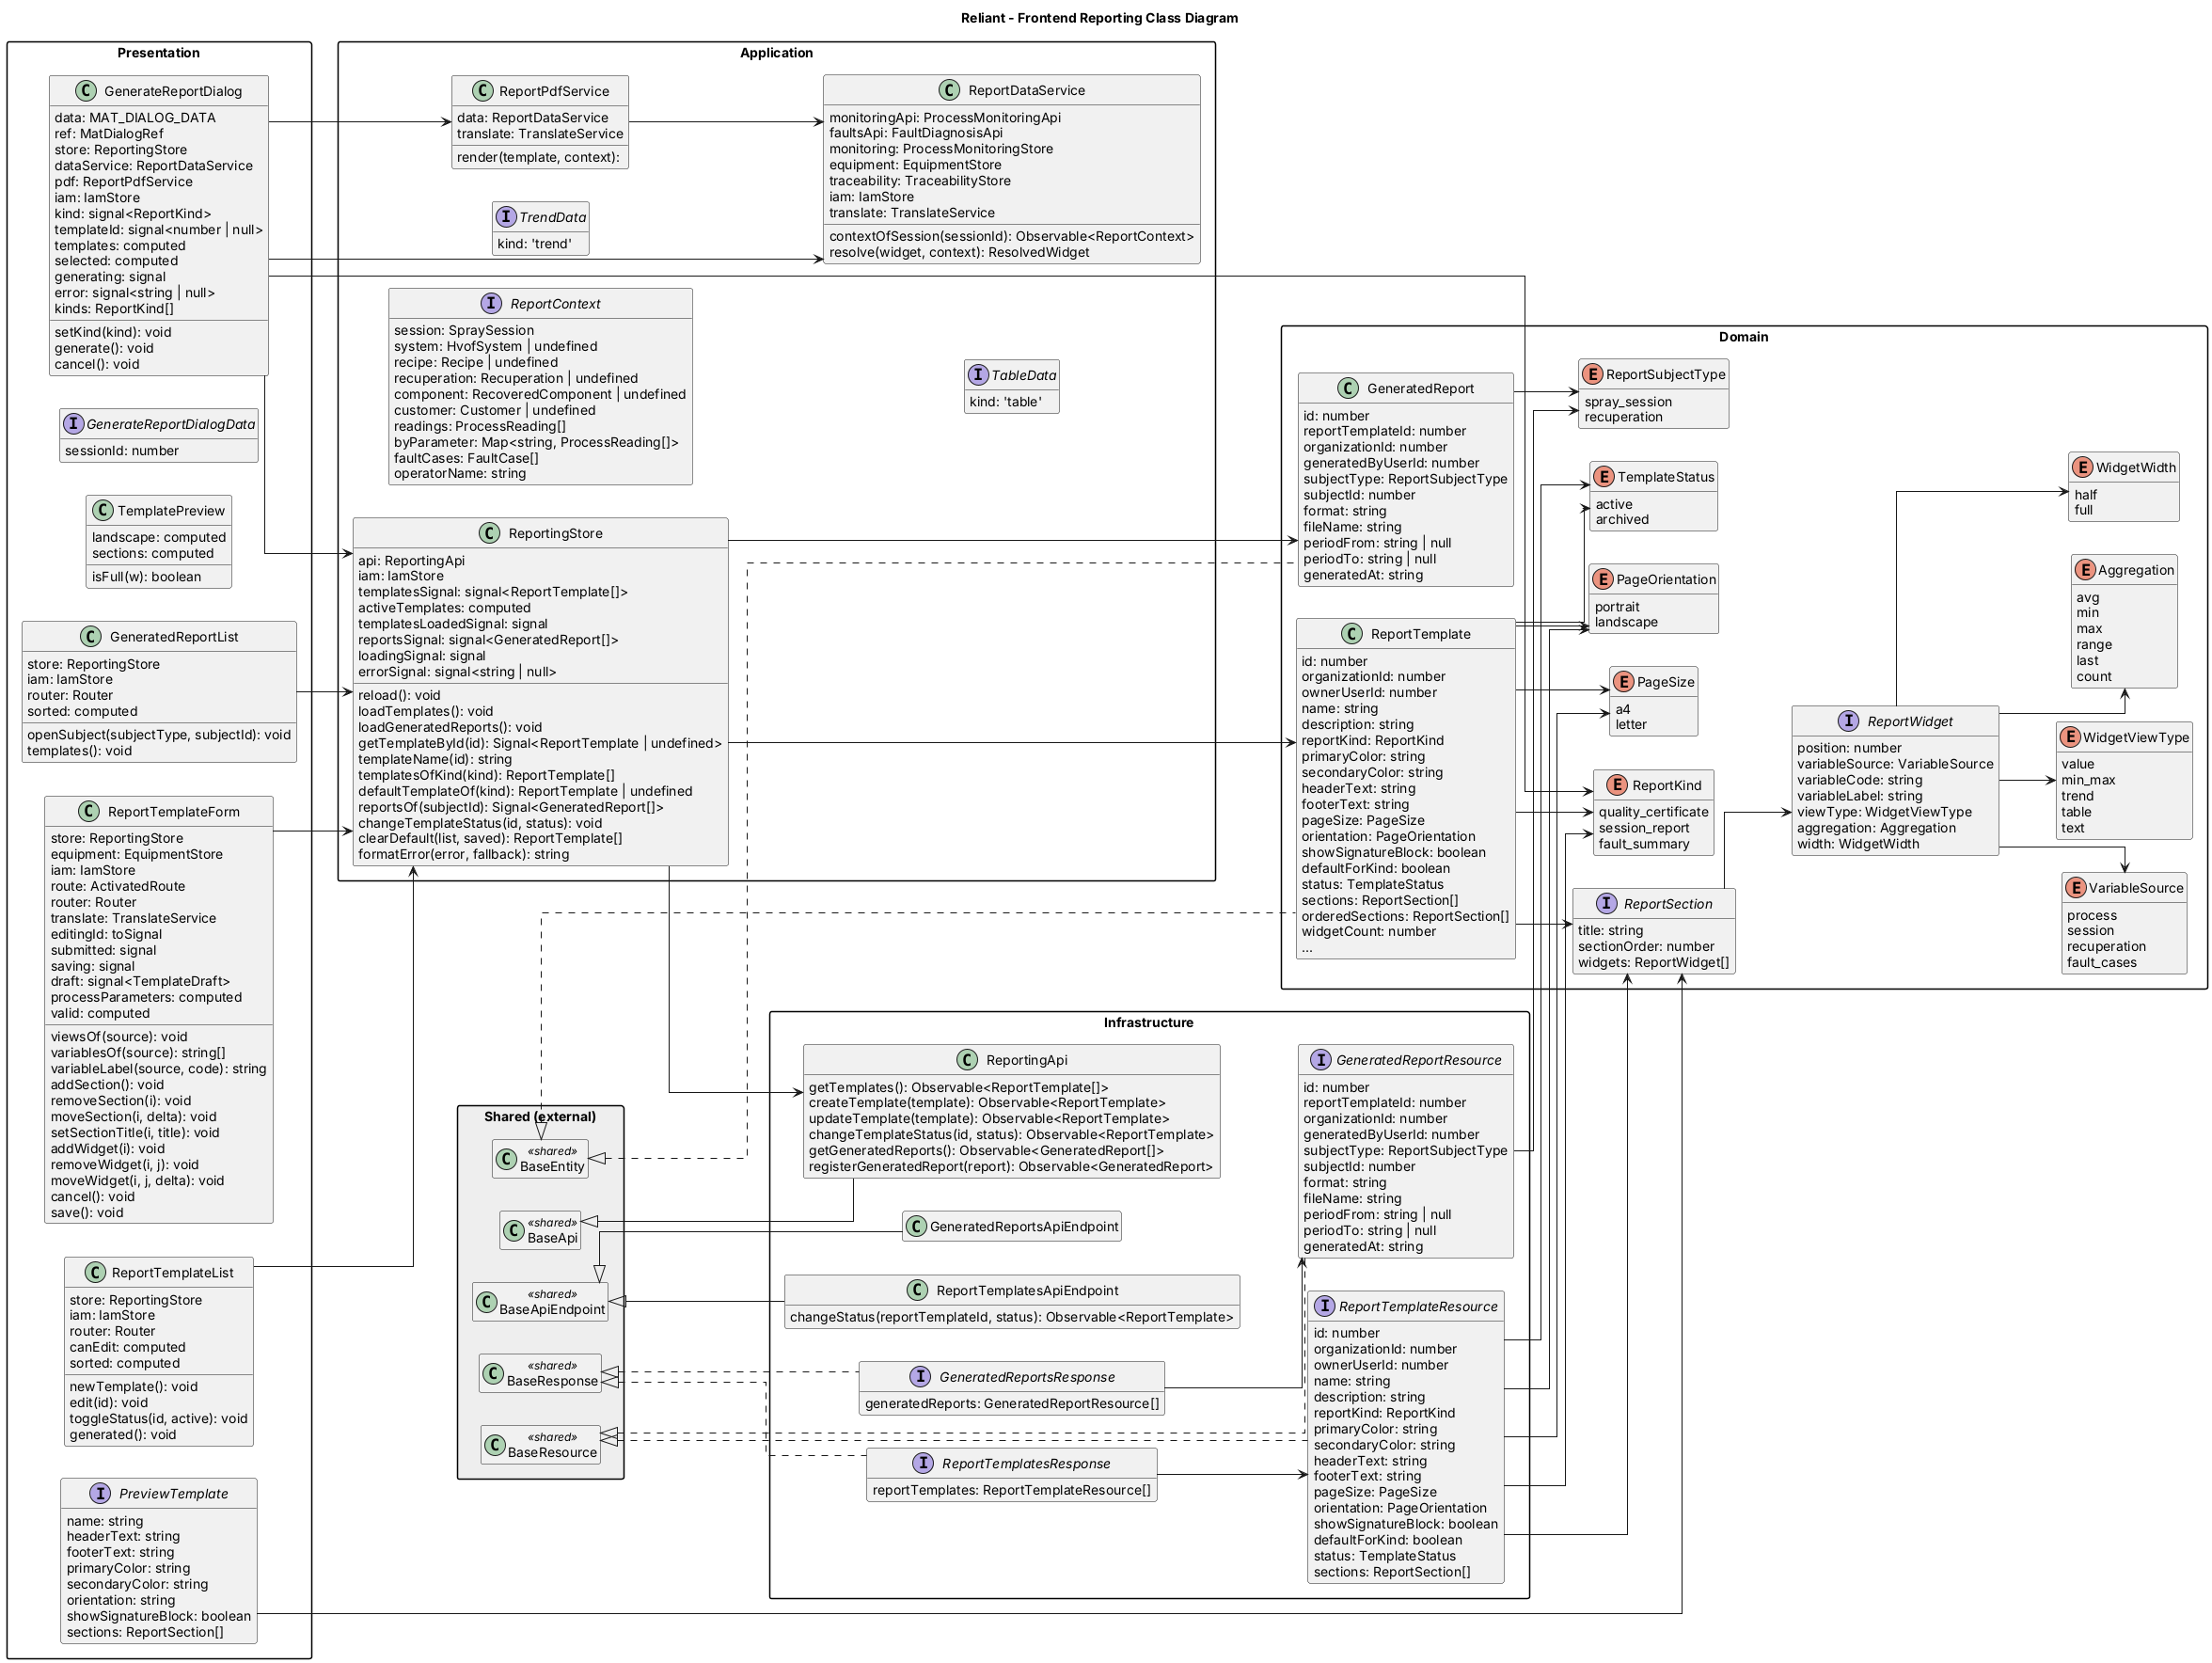 Reliant - Frontend Reporting Class Diagram
Presentation
C GenerateReportDialog
data: MAT_DIALOG_DATA
ref: MatDialogRef
store: ReportingStore
dataService: ReportDataService
pdf: ReportPdfService
iam: IamStore
kind: signal<ReportKind>
templateId: signal<number | null>
templates: computed
selected: computed
generating: signal
error: signal<string | null>
kinds: ReportKind[]
setKind(kind): void
generate(): void
cancel(): void
I GenerateReportDialogData
sessionId: number
C TemplatePreview
landscape: computed
sections: computed
isFull(w): boolean
C GeneratedReportList
store: ReportingStore
iam: IamStore
router: Router
sorted: computed
openSubject(subjectType, subjectId): void
templates(): void
C ReportTemplateForm
store: ReportingStore
equipment: EquipmentStore
iam: IamStore
route: ActivatedRoute
router: Router
translate: TranslateService
editingId: toSignal
submitted: signal
saving: signal
draft: signal<TemplateDraft>
processParameters: computed
valid: computed
viewsOf(source): void
variablesOf(source): string[]
variableLabel(source, code): string
addSection(): void
removeSection(i): void
moveSection(i, delta): void
setSectionTitle(i, title): void
addWidget(i): void
removeWidget(i, j): void
moveWidget(i, j, delta): void
cancel(): void
save(): void
C ReportTemplateList
store: ReportingStore
iam: IamStore
router: Router
canEdit: computed
sorted: computed
newTemplate(): void
edit(id): void
toggleStatus(id, active): void
generated(): void
I PreviewTemplate
name: string
headerText: string
footerText: string
primaryColor: string
secondaryColor: string
orientation: string
showSignatureBlock: boolean
sections: ReportSection[]
Application
C ReportPdfService
data: ReportDataService
translate: TranslateService
render(template, context):
I TrendData
kind: 'trend'
I ReportContext
session: SpraySession
system: HvofSystem | undefined
recipe: Recipe | undefined
recuperation: Recuperation | undefined
component: RecoveredComponent | undefined
customer: Customer | undefined
readings: ProcessReading[]
byParameter: Map<string, ProcessReading[]>
faultCases: FaultCase[]
operatorName: string
C ReportingStore
api: ReportingApi
iam: IamStore
templatesSignal: signal<ReportTemplate[]>
activeTemplates: computed
templatesLoadedSignal: signal
reportsSignal: signal<GeneratedReport[]>
loadingSignal: signal
errorSignal: signal<string | null>
reload(): void
loadTemplates(): void
loadGeneratedReports(): void
getTemplateById(id): Signal<ReportTemplate | undefined>
templateName(id): string
templatesOfKind(kind): ReportTemplate[]
defaultTemplateOf(kind): ReportTemplate | undefined
reportsOf(subjectId): Signal<GeneratedReport[]>
changeTemplateStatus(id, status): void
clearDefault(list, saved): ReportTemplate[]
formatError(error, fallback): string
C ReportDataService
monitoringApi: ProcessMonitoringApi
faultsApi: FaultDiagnosisApi
monitoring: ProcessMonitoringStore
equipment: EquipmentStore
traceability: TraceabilityStore
iam: IamStore
translate: TranslateService
contextOfSession(sessionId): Observable<ReportContext>
resolve(widget, context): ResolvedWidget
I TableData
kind: 'table'
Domain
C GeneratedReport
id: number
reportTemplateId: number
organizationId: number
generatedByUserId: number
subjectType: ReportSubjectType
subjectId: number
format: string
fileName: string
periodFrom: string | null
periodTo: string | null
generatedAt: string
C ReportTemplate
id: number
organizationId: number
ownerUserId: number
name: string
description: string
reportKind: ReportKind
primaryColor: string
secondaryColor: string
headerText: string
footerText: string
pageSize: PageSize
orientation: PageOrientation
showSignatureBlock: boolean
defaultForKind: boolean
status: TemplateStatus
sections: ReportSection[]
orderedSections: ReportSection[]
widgetCount: number
...
E ReportSubjectType
spray_session
recuperation
E TemplateStatus
active
archived
E PageOrientation
portrait
landscape
E PageSize
a4
letter
E ReportKind
quality_certificate
session_report
fault_summary
I ReportSection
title: string
sectionOrder: number
widgets: ReportWidget[]
I ReportWidget
position: number
variableSource: VariableSource
variableCode: string
variableLabel: string
viewType: WidgetViewType
aggregation: Aggregation
width: WidgetWidth
E WidgetWidth
half
full
E Aggregation
avg
min
max
range
last
count
E WidgetViewType
value
min_max
trend
table
text
E VariableSource
process
session
recuperation
fault_cases
Shared (external)
C «shared»
BaseEntity
C «shared»
BaseApi
C «shared»
BaseApiEndpoint
C «shared»
BaseResponse
C «shared»
BaseResource
Infrastructure
C ReportingApi
getTemplates(): Observable<ReportTemplate[]>
createTemplate(template): Observable<ReportTemplate>
updateTemplate(template): Observable<ReportTemplate>
changeTemplateStatus(id, status): Observable<ReportTemplate>
getGeneratedReports(): Observable<GeneratedReport[]>
registerGeneratedReport(report): Observable<GeneratedReport>
C GeneratedReportsApiEndpoint
C ReportTemplatesApiEndpoint
changeStatus(reportTemplateId, status): Observable<ReportTemplate>
I GeneratedReportsResponse
generatedReports: GeneratedReportResource[]
I ReportTemplatesResponse
reportTemplates: ReportTemplateResource[]
I GeneratedReportResource
id: number
reportTemplateId: number
organizationId: number
generatedByUserId: number
subjectType: ReportSubjectType
subjectId: number
format: string
fileName: string
periodFrom: string | null
periodTo: string | null
generatedAt: string
I ReportTemplateResource
id: number
organizationId: number
ownerUserId: number
name: string
description: string
reportKind: ReportKind
primaryColor: string
secondaryColor: string
headerText: string
footerText: string
pageSize: PageSize
orientation: PageOrientation
showSignatureBlock: boolean
defaultForKind: boolean
status: TemplateStatus
sections: ReportSection[]